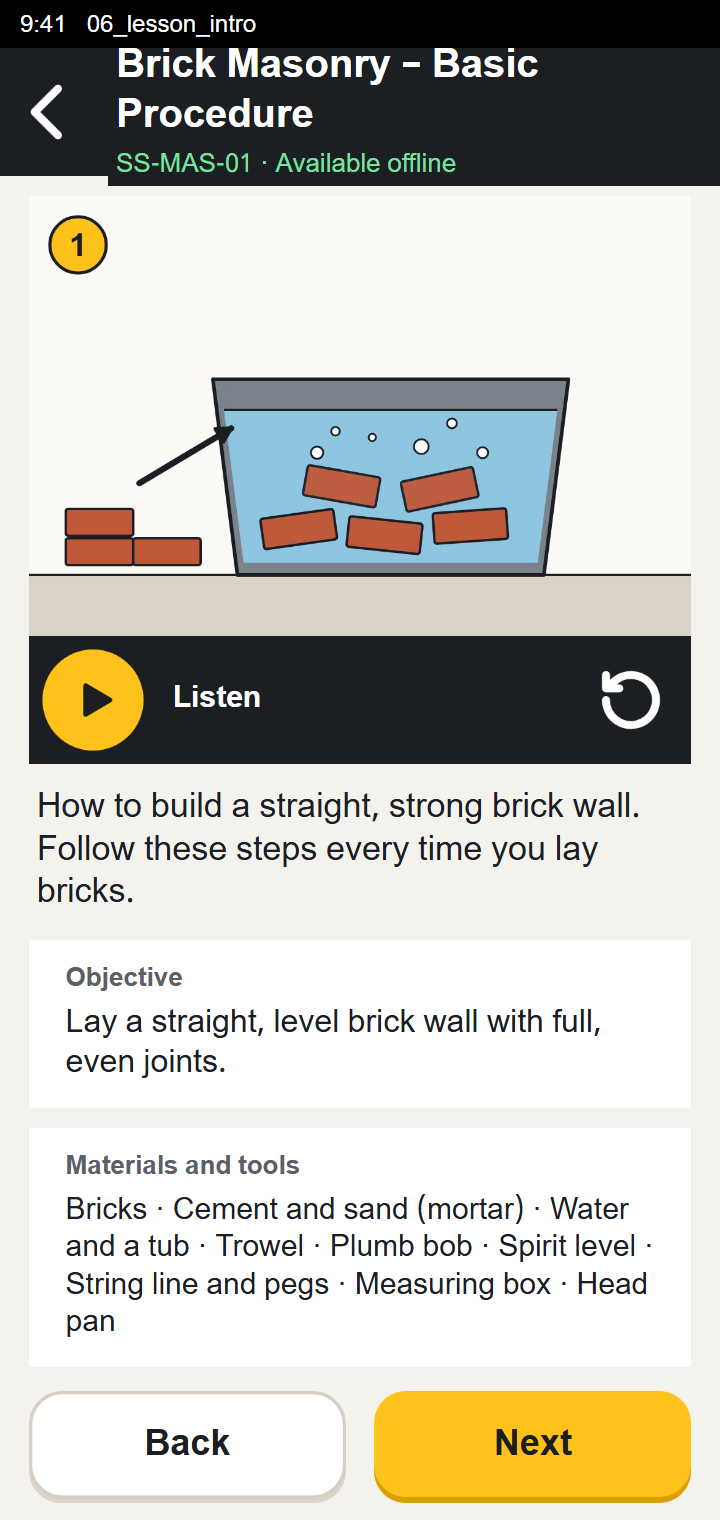 9:41 06_lesson_intro
Brick Masonry – Basic
Procedure
SS-MAS-01 · Available offline
1
Listen
How to build a straight, strong brick wall.
Follow these steps every time you lay
bricks.
Objective
Lay a straight, level brick wall with full,
even joints.
Materials and tools
Bricks · Cement and sand (mortar) · Water
and a tub · Trowel · Plumb bob · Spirit level ·
String line and pegs · Measuring box · Head
pan
Back
Next